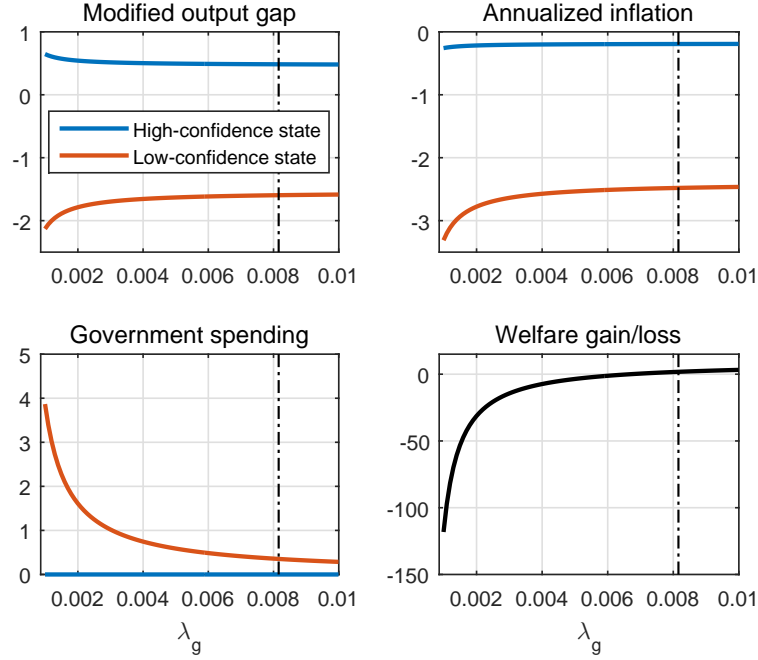 Modified output gap
1
0
-1
-2
High-confidence state
Low-confidence state
0.002 0.004 0.006 0.008 0.01
Annualized inflation
0
-1
-2
-3
0.002 0.004 0.006 0.008 0.01
Government spending
5
4
3
2
1
0
0.002 0.004 0.006 0.008 0.01
λg
Welfare gain/loss
0
-50
-100
-150
0.002 0.004 0.006 0.008 0.01
λg